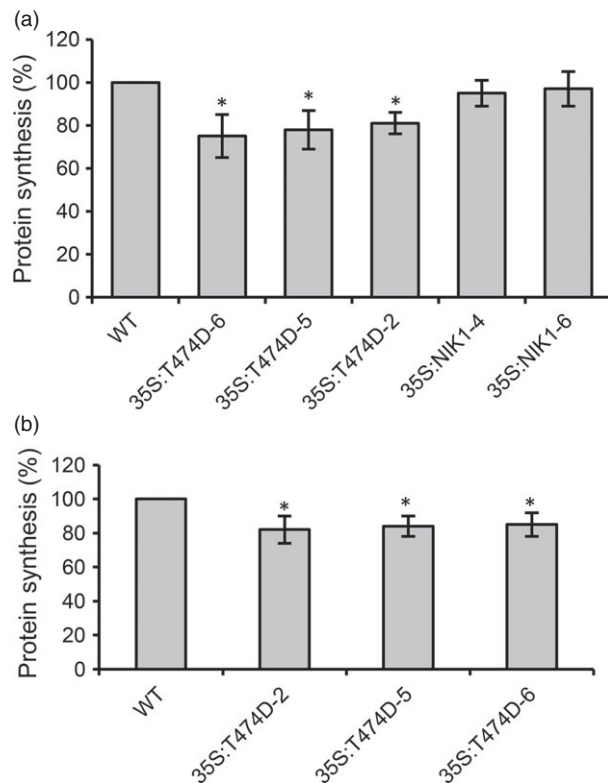 (a)
Protein synthesis (%)
120
100
80
60
40
20
0
* * *
WT
35S:T474D-6
35S:T474D-5
35S:T474D-2
35S:NIK1-4
35S:NIK1-6
(b)
Protein synthesis (%)
120
100
80
60
40
20
0
* * *
WT
35S:T474D-2
35S:T474D-5
35S:T474D-6